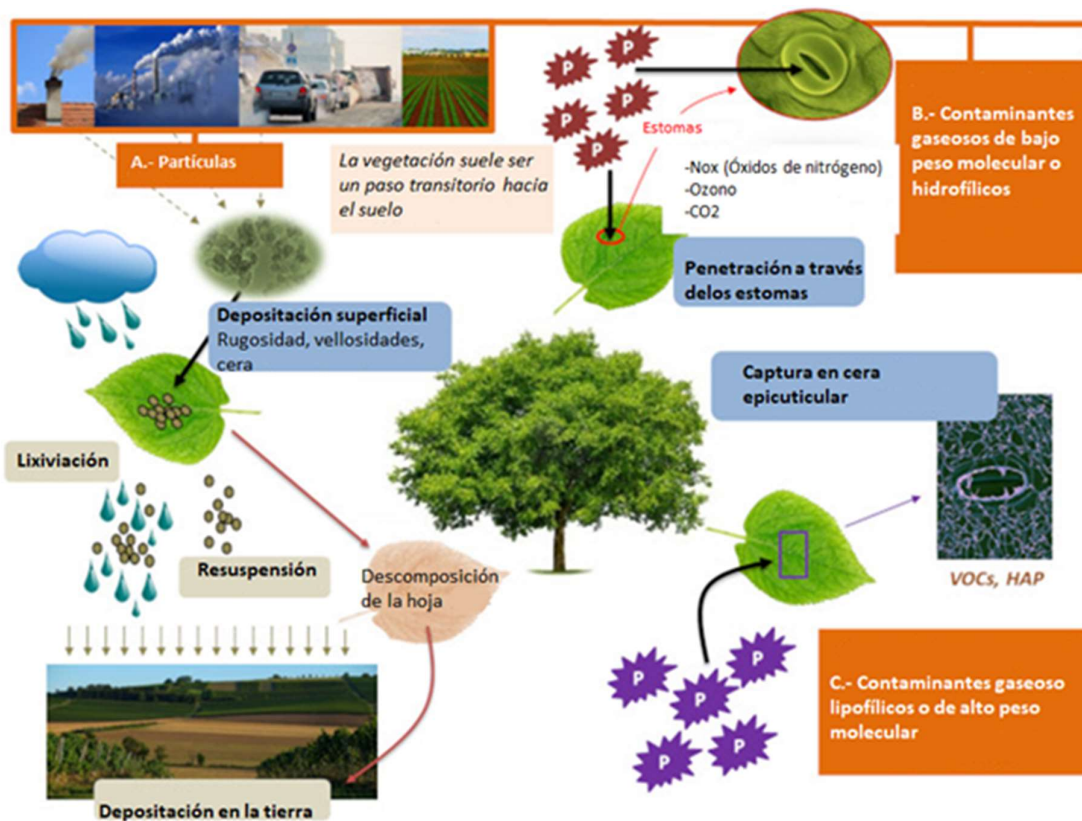 A.- Partículas
La vegetación suele ser
un paso transitorio hacia
el suelo
P
P
P
P
P
Estomas
-Nox (Óxidos de nitrógeno)
-Ozono
-CO2
B.- Contaminantes
gaseosos de bajo
peso molecular o
hidrofílicos
Penetración a través
delos estomas
Depositación superficial
Rugosidad, vellosidades,
cera
Captura en cera
epicuticular
Lixiviación
Resuspensión
Descomposición
de la hoja
VOCs, HAP
P
P
P
P
P
C.- Contaminantes gaseoso
lipofílicos o de alto peso
molecular
Depositación en la tierra